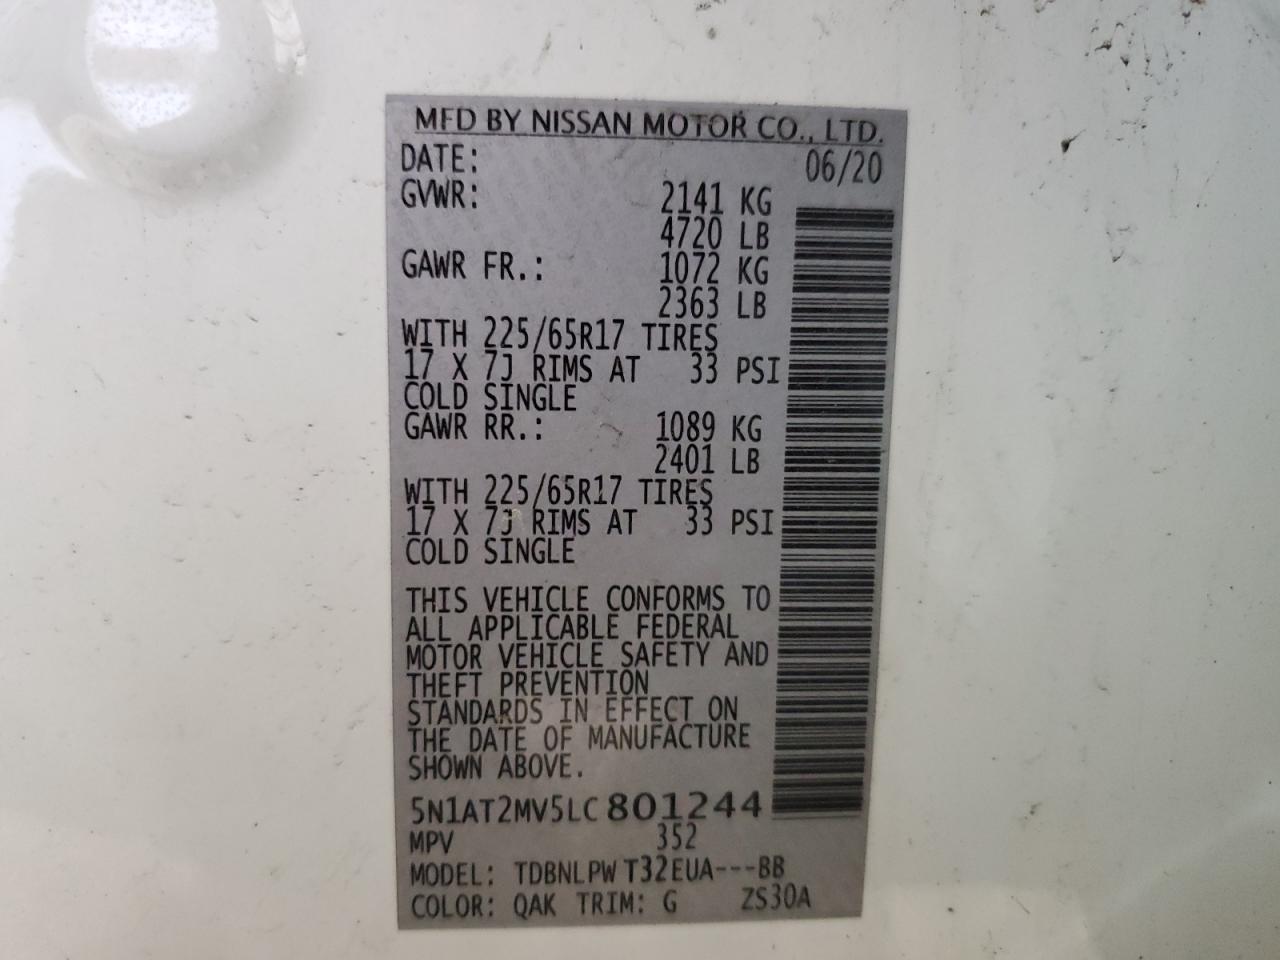 MFD BY NISSAN MOTOR CO., LTD.
DATE: 06/20
GVWR: 2141 KG
4720 LB
GAWR FR.: 1072 KG
2363 LB
WITH 225/65R17 TIRES
17 X 7J RIMS AT 33 PSI
COLD SINGLE
GAWR RR.: 1089 KG
2401 LB
WITH 225/65R17 TIRES
17 X 7J RIMS AT 33 PSI
COLD SINGLE
THIS VEHICLE CONFORMS TO
ALL APPLICABLE FEDERAL
MOTOR VEHICLE SAFETY AND
THEFT PREVENTION
STANDARDS IN EFFECT ON
THE DATE OF MANUFACTURE
SHOWN ABOVE.
5N1AT2MV5LC801244
MPV 352
MODEL: TDBNLPW T32EUA---BB
COLOR: QAK TRIM: G ZS30A